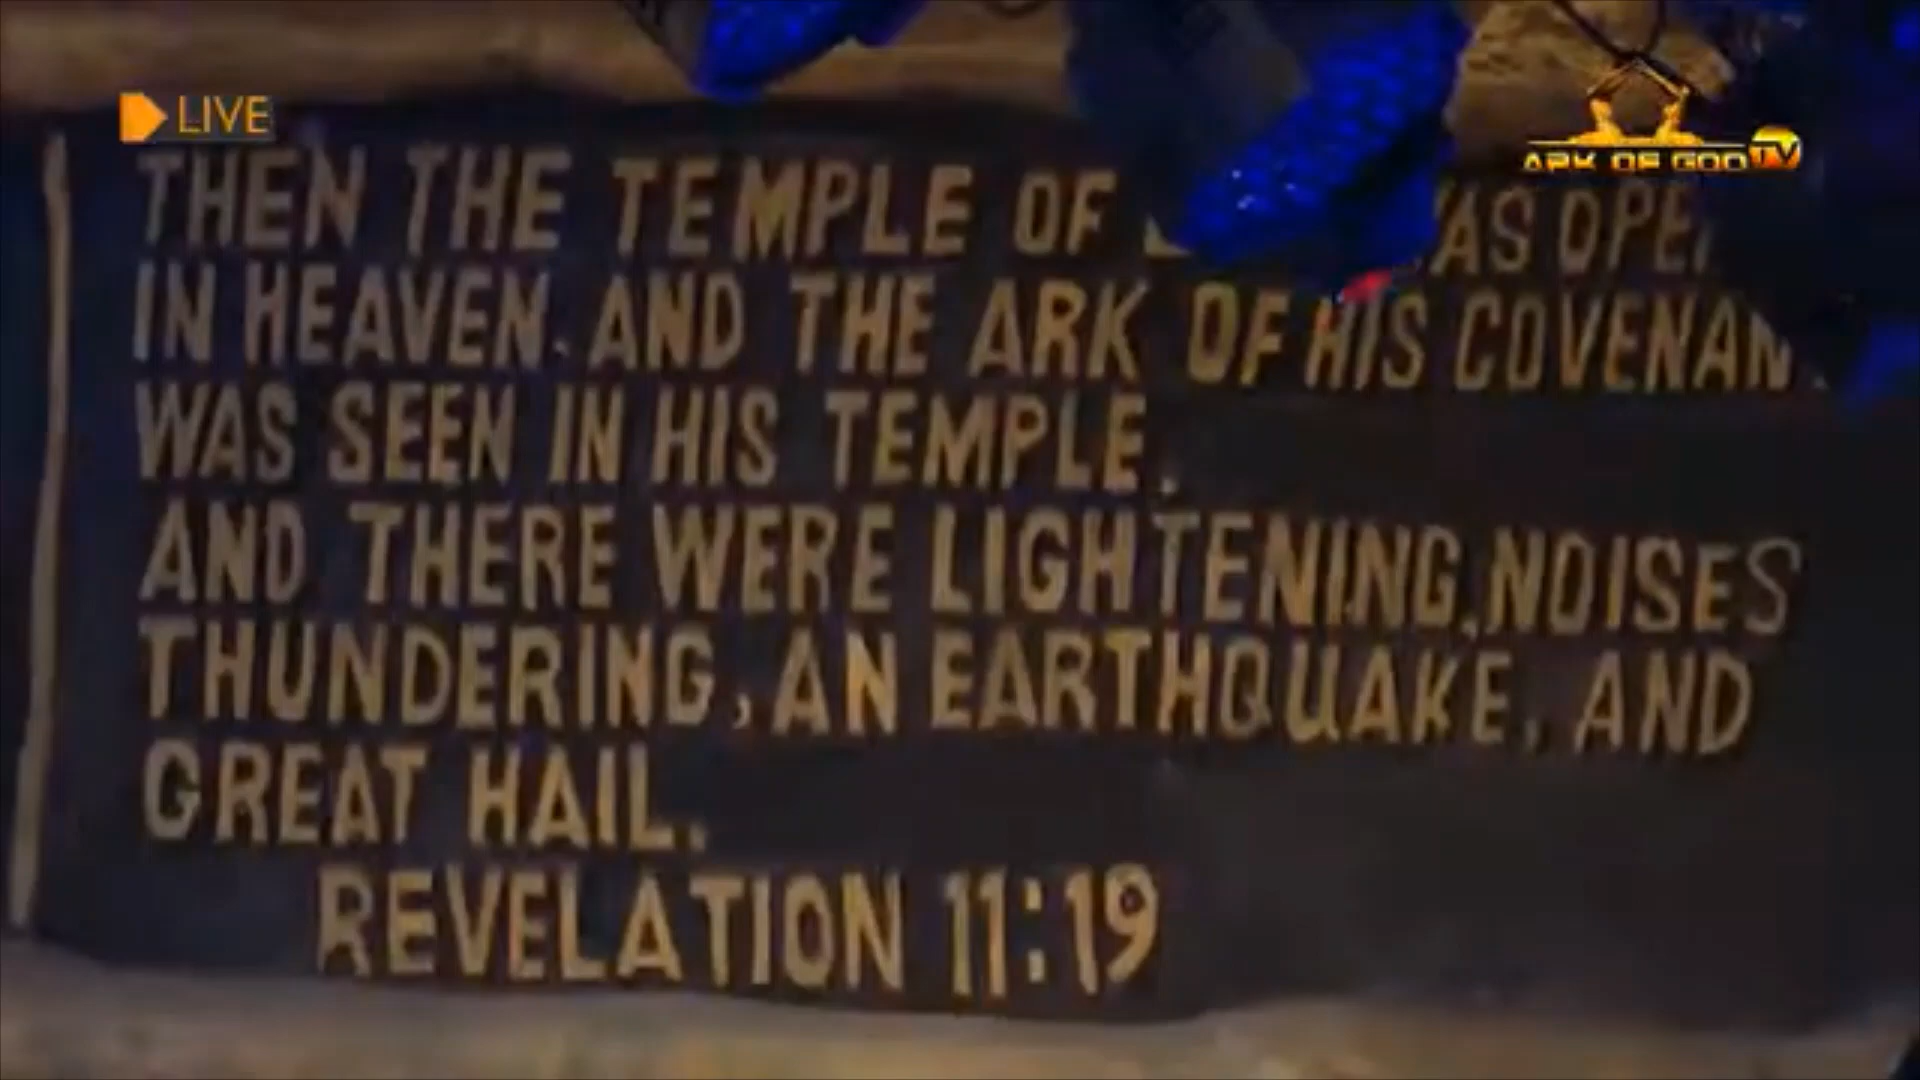 LIVE
ARK OF GOD TV
THEN THE TEMPLE OF
IN HEAVEN. AND THE ARK OF HIS
WAS SEEN IN HIS TEMPLE.
AND THERE WERE LIGHTENING, NOISES
THUNDERING, AN EARTHQUAKE, AND
GREAT HAIL.
REVELATION 11:19